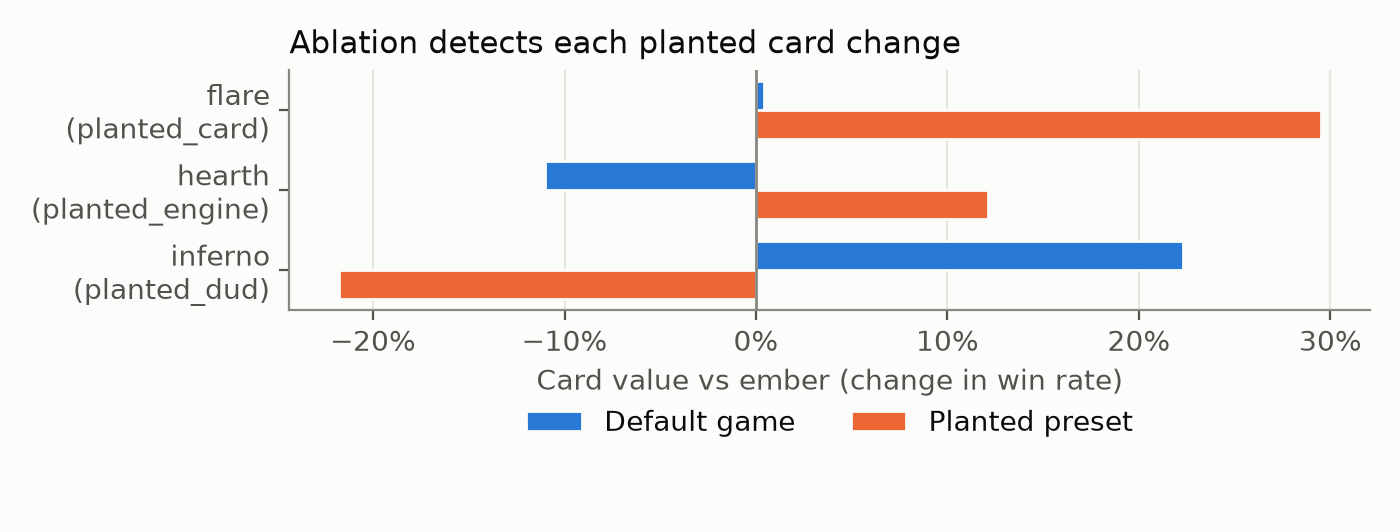 Ablation detects each planted card change
flare
(planted_card)
hearth
(planted_engine)
inferno
(planted_dud)
−20% −10% 0% 10% 20% 30%
Card value vs ember (change in win rate)
Default game Planted preset